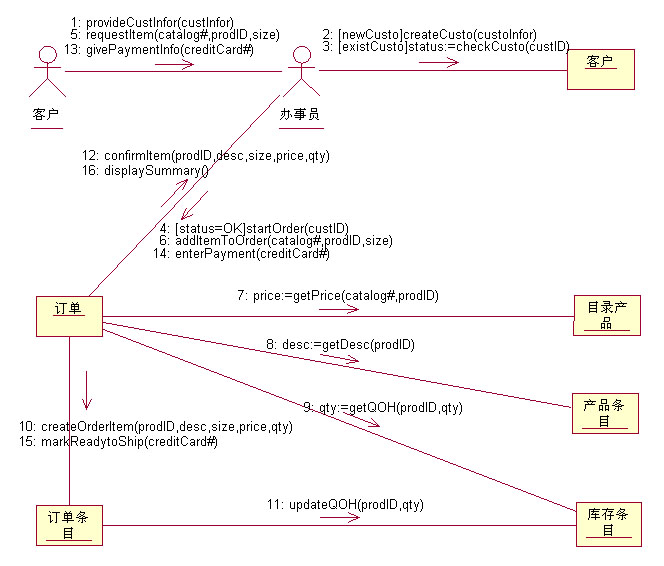 1: provideCustInfor(custInfor)
5: requestItem(catalog#,prodID,size)
13: givePaymentInfo(creditCard#)
2: [newCusto]createCusto(custoInfor)
3: [existCusto]status:=checkCusto(custID)
客户
办事员
客户
12: confirmItem(prodID,desc,size,price,qty)
16: displaySummary()
4: [status=OK]startOrder(custID)
6: addItemToOrder(catalog#,prodID,size)
14: enterPayment(creditCard#)
订单
7: price:=getPrice(catalog#,prodID)
目录产
品
8: desc:=getDesc(prodID)
产品条
目
9: qty:=getQOH(prodID,qty)
10: createOrderItem(prodID,desc,size,price,qty)
15: markReadytoShip(creditCard#)
订单条
目
11: updateQOH(prodID,qty)
库存条
目